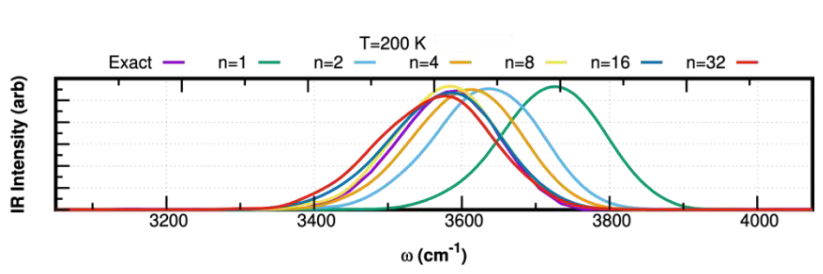 T=200 K
Exact n=1 n=2 n=4 n=8 n=16 n=32
IR Intensity (arb)
3200 3400 3600 3800 4000
ω (cm⁻¹)